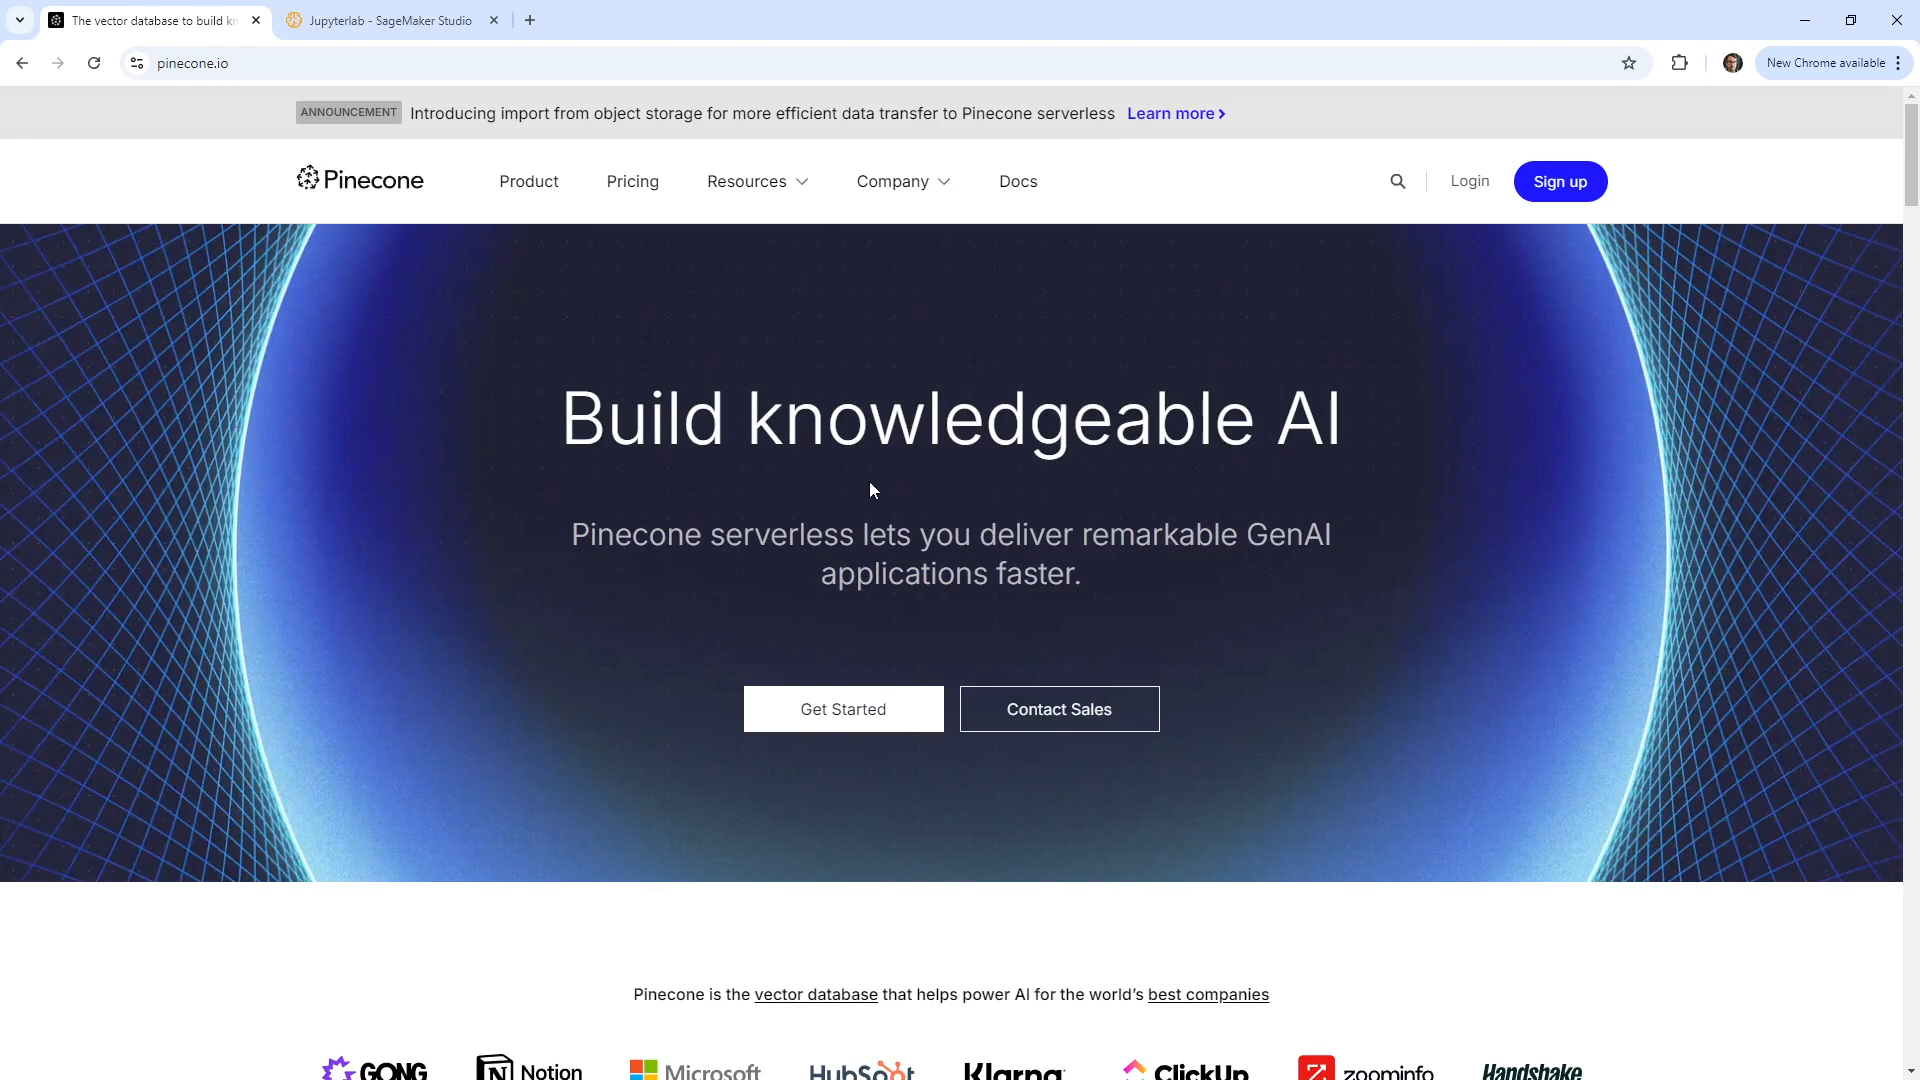 The vector database to build kn
Jupyterlab - SageMaker Studio
pinecone.io
New Chrome available
ANNOUNCEMENT Introducing import from object storage for more efficient data transfer to Pinecone serverless Learn more
Pinecone Product Pricing Resources Company Docs Login Sign up
Build knowledgeable AI
Pinecone serverless lets you deliver remarkable GenAI
applications faster.
Get Started Contact Sales
Pinecone is the vector database that helps power AI for the world's best companies
GONG Notion Microsoft HubSpot Klarna ClickUp zoominfo Handshake